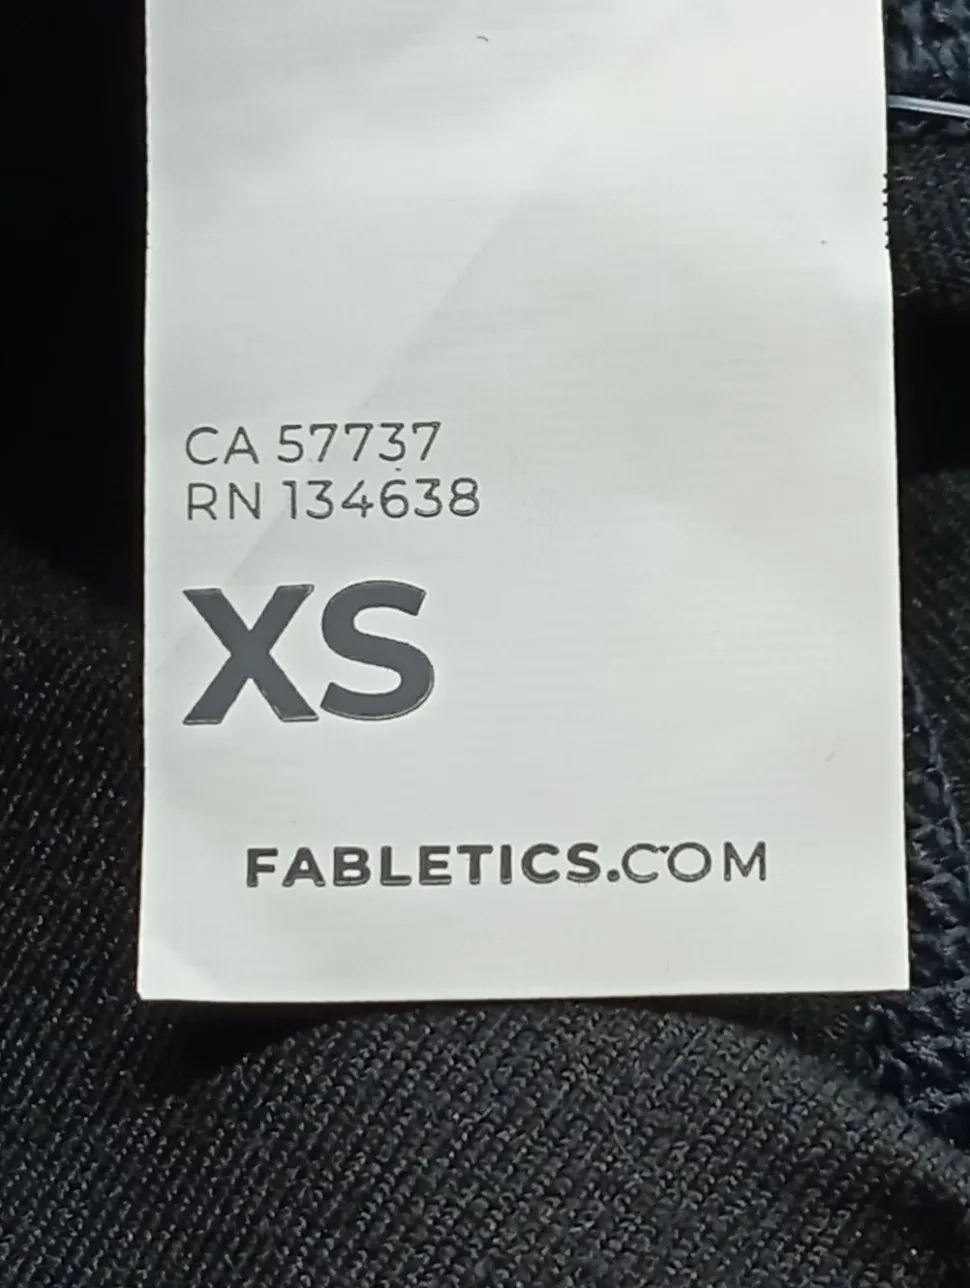 CA 57737
RN 134638
XS
FABLETICS.COM